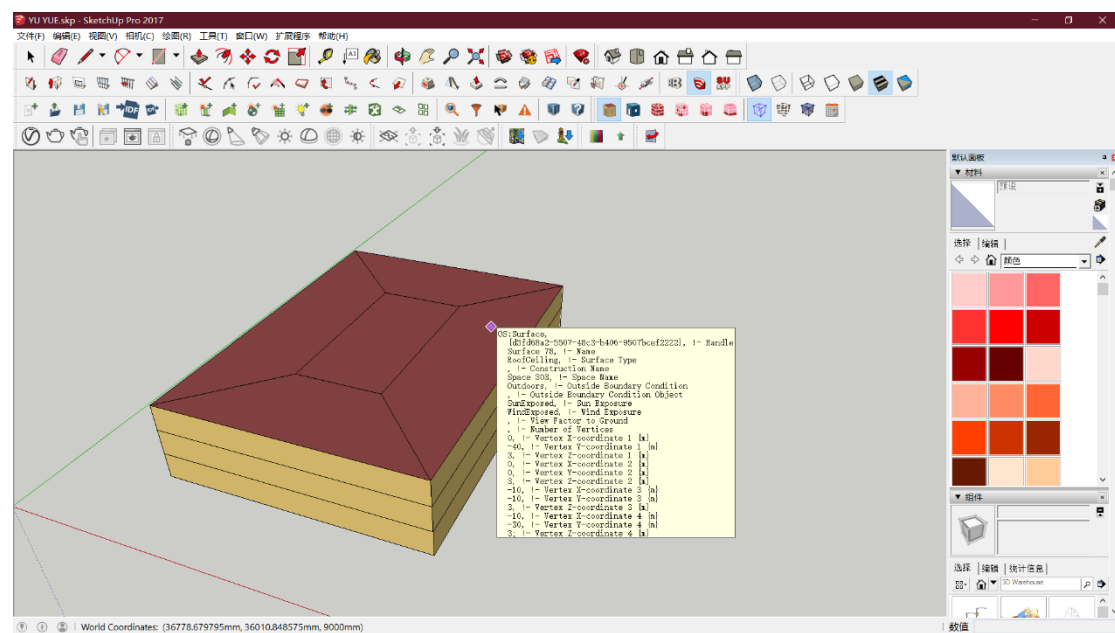 YU YUE.skp - SketchUp Pro 2017
文件(F) 编辑(E) 视图(V) 相机(C) 绘图(R) 工具(T) 窗口(W) 扩展程序 帮助(H)
默认面板
▼ 材料
预设
选择 编辑
颜色
OS:Surface,
{d3fd68a2-5507-48c3-b406-9507bcef2222}, !- Handle
Surface 78, !- Name
RoofCeiling, !- Surface Type
, !- Construction Name
Space 303, !- Space Name
Outdoors, !- Outside Boundary Condition
, !- Outside Boundary Condition Object
SunExposed, !- Sun Exposure
WindExposed, !- Wind Exposure
, !- View Factor to Ground
, !- Number of Vertices
0, !- Vertex X-coordinate 1 {m}
-40, !- Vertex Y-coordinate 1 {m}
3, !- Vertex Z-coordinate 1 {m}
0, !- Vertex X-coordinate 2 {m}
0, !- Vertex Y-coordinate 2 {m}
3, !- Vertex Z-coordinate 2 {m}
-10, !- Vertex X-coordinate 3 {m}
-10, !- Vertex Y-coordinate 3 {m}
3, !- Vertex Z-coordinate 3 {m}
-10, !- Vertex X-coordinate 4 {m}
-30, !- Vertex Y-coordinate 4 {m}
3; !- Vertex Z-coordinate 4 {m}
▼ 组件
选择 编辑 统计信息
3D Warehouse
World Coordinates: (36778.679795mm, 36010.848575mm, 9000mm)
数值